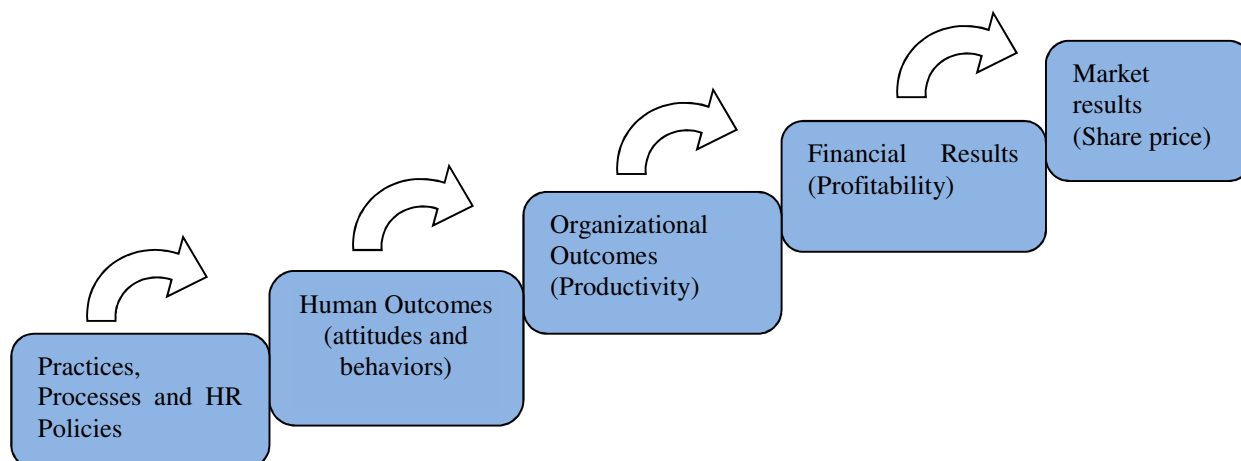 Practices,
Processes and HR
Policies
Human Outcomes
(attitudes and
behaviors)
Organizational
Outcomes
(Productivity)
Financial Results
(Profitability)
Market
results
(Share price)